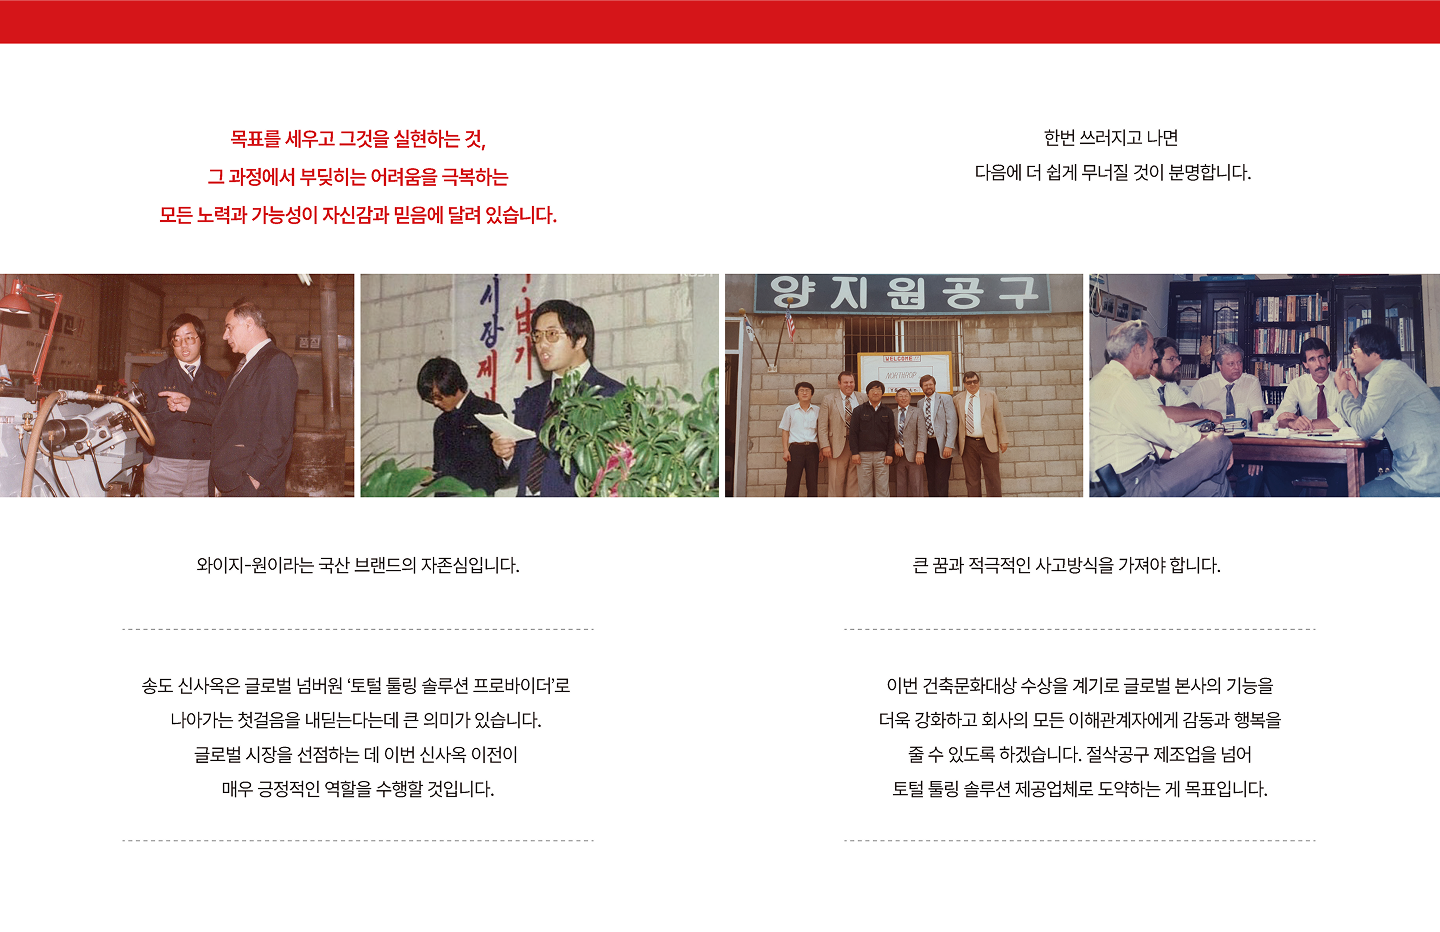 목표를 세우고 그것을 실현하는 것,
그 과정에서 부딪히는 어려움을 극복하는
모든 노력과 가능성이 자신감과 믿음에 달려 있습니다.
한번 쓰러지고 나면
다음에 더 쉽게 무너질 것이 분명합니다.
품질
시장제
양지원공구
WELCOME
NORTHROP
와이지-원이라는 국산 브랜드의 자존심입니다.
큰 꿈과 적극적인 사고방식을 가져야 합니다.
송도 신사옥은 글로벌 넘버원 ‘토털 툴링 솔루션 프로바이더’로
나아가는 첫걸음을 내딛는다는데 큰 의미가 있습니다.
글로벌 시장을 선점하는 데 이번 신사옥 이전이
매우 긍정적인 역할을 수행할 것입니다.
이번 건축문화대상 수상을 계기로 글로벌 본사의 기능을
더욱 강화하고 회사의 모든 이해관계자에게 감동과 행복을
줄 수 있도록 하겠습니다. 절삭공구 제조업을 넘어
토털 툴링 솔루션 제공업체로 도약하는 게 목표입니다.